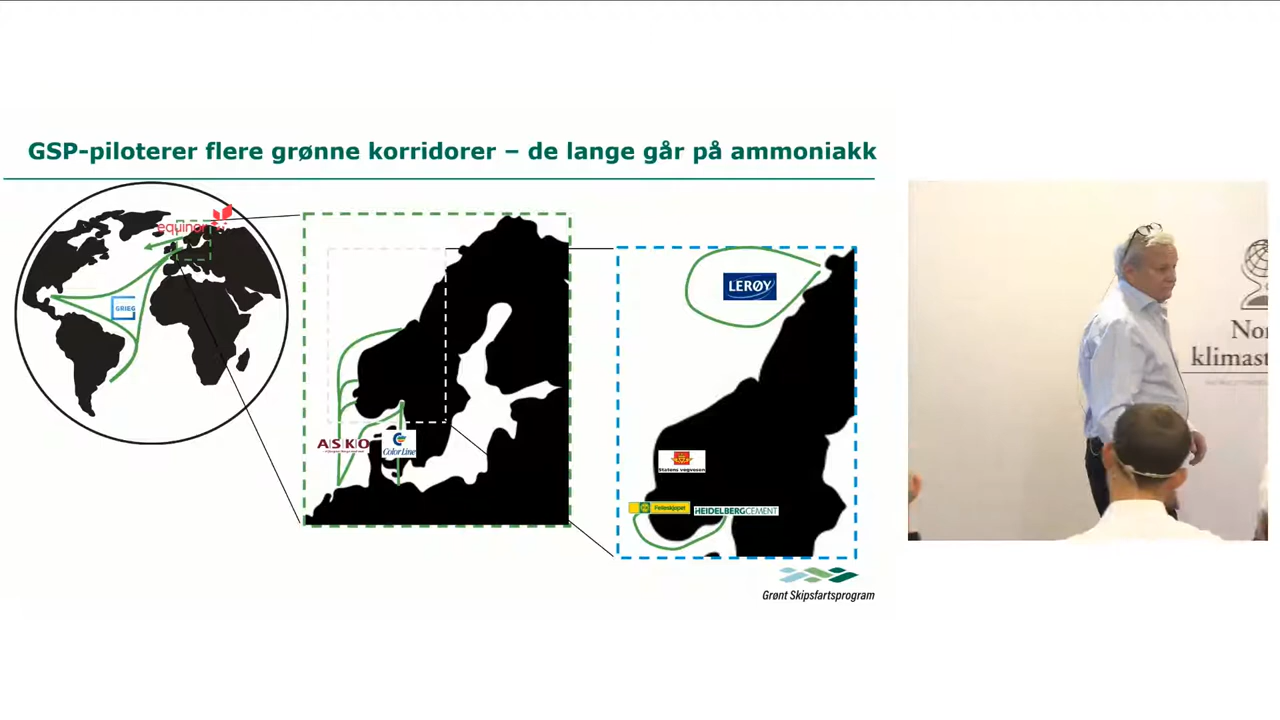 GSP-piloterer flere grønne korridorer – de lange går på ammoniakk
equinor
GRIEG
ASKO
Color Line
LERØY
Statens vegvesen
Felleskjøpet
HEIDELBERGCEMENT
Grønt Skipsfartsprogram
Nor
klimast